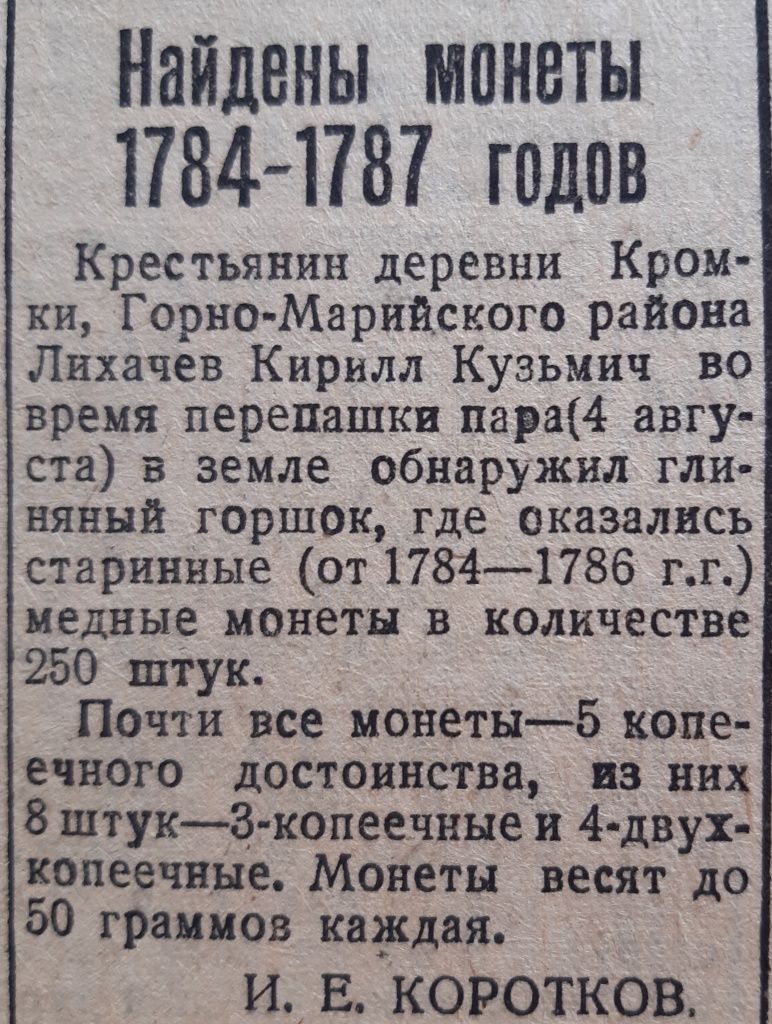 Найдены монеты
1784-1787 годов
Крестьянин деревни Кром-
ки, Горно-Марийского района
Лихачев Кирилл Кузьмич во
время перепашки пара(4 авгу-
ста) в земле обнаружил гли-
няный горшок, где оказались
старинные (от 1784—1786 г.г.)
медные монеты в количестве
250 штук.
Почти все монеты—5 копе-
ечного достоинства, из них
8 штук—3-копеечные и 4-двух-
копеечные. Монеты весят до
50 граммов каждая.
И. Е. КОРОТКОВ.